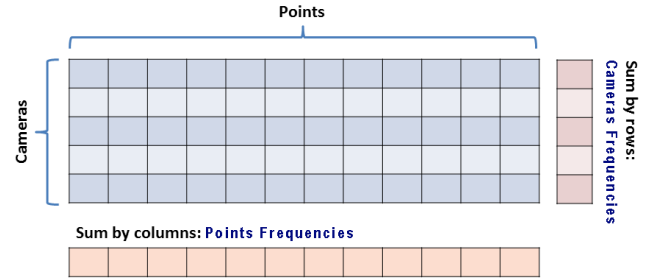 Points
Cameras
Sum by rows:
Cameras Frequencies
Sum by columns: Points Frequencies